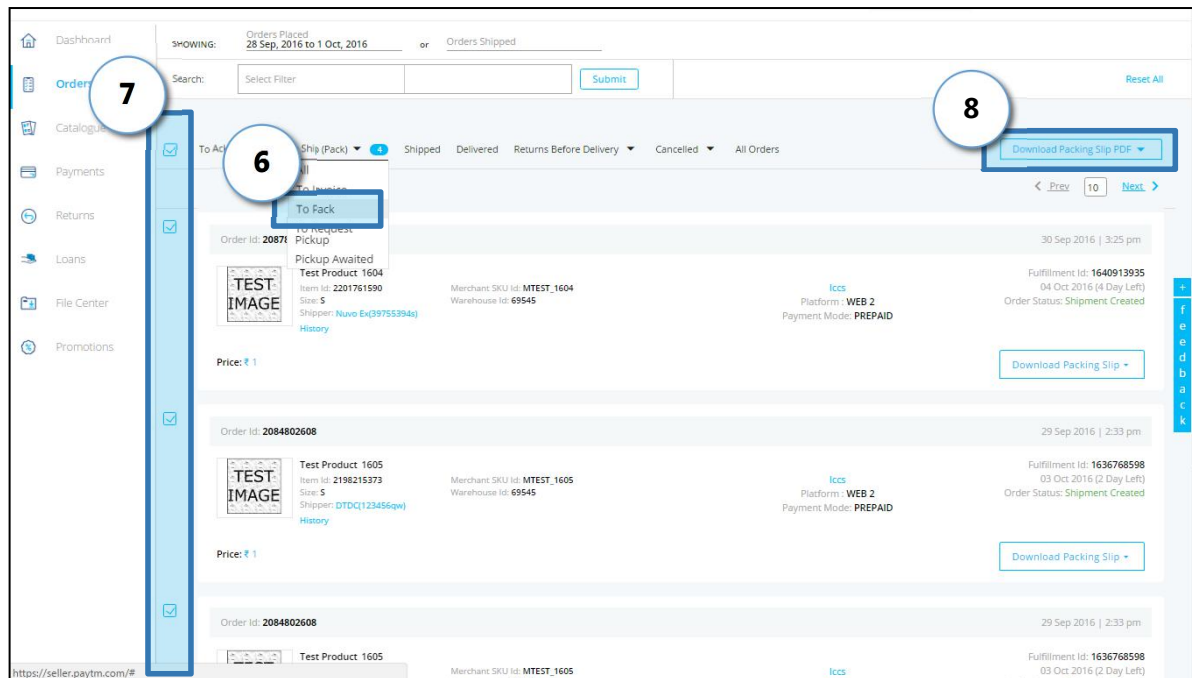 Dashboard
Orders
Catalogue
Payments
Returns
Loans
File Center
Promotions
7
SHOWING:
Orders Placed
28 Sep, 2016 to 1 Oct, 2016
or
Orders Shipped
Search:
Select Filter
Submit
Reset All
8
6
To Ac
Ship (Pack) 4 Shipped Delivered Returns Before Delivery Cancelled All Orders
Download Packing Slip PDF
To Invoice
To Pack
To Request
Pickup
Pickup Awaited
Prev 10 Next
Order Id: 2087
30 Sep 2016 | 3:25 pm
TEST
IMAGE
Test Product 1604
Item Id: 2201761590
Size: S
Shipper: Nuvo Ex(39755394s)
History
Merchant SKU Id: MTEST_1604
Warehouse Id: 69545
lccs
Platform : WEB 2
Payment Mode: PREPAID
Fulfillment Id: 1640913935
04 Oct 2016 (4 Day Left)
Order Status: Shipment Created
Price: ₹ 1
Download Packing Slip
Order Id: 2084802608
29 Sep 2016 | 2:33 pm
TEST
IMAGE
Test Product 1605
Item Id: 2198215373
Size: S
Shipper: DTDC(123456qw)
History
Merchant SKU Id: MTEST_1605
Warehouse Id: 69545
lccs
Platform : WEB 2
Payment Mode: PREPAID
Fulfillment Id: 1636768598
03 Oct 2016 (2 Day Left)
Order Status: Shipment Created
Price: ₹ 1
Download Packing Slip
Order Id: 2084802608
29 Sep 2016 | 2:33 pm
Test Product 1605
Merchant SKU Id: MTEST_1605
lccs
Fulfillment Id: 1636768598
03 Oct 2016 (2 Day Left)
+ feedback
https://seller.paytm.com/#